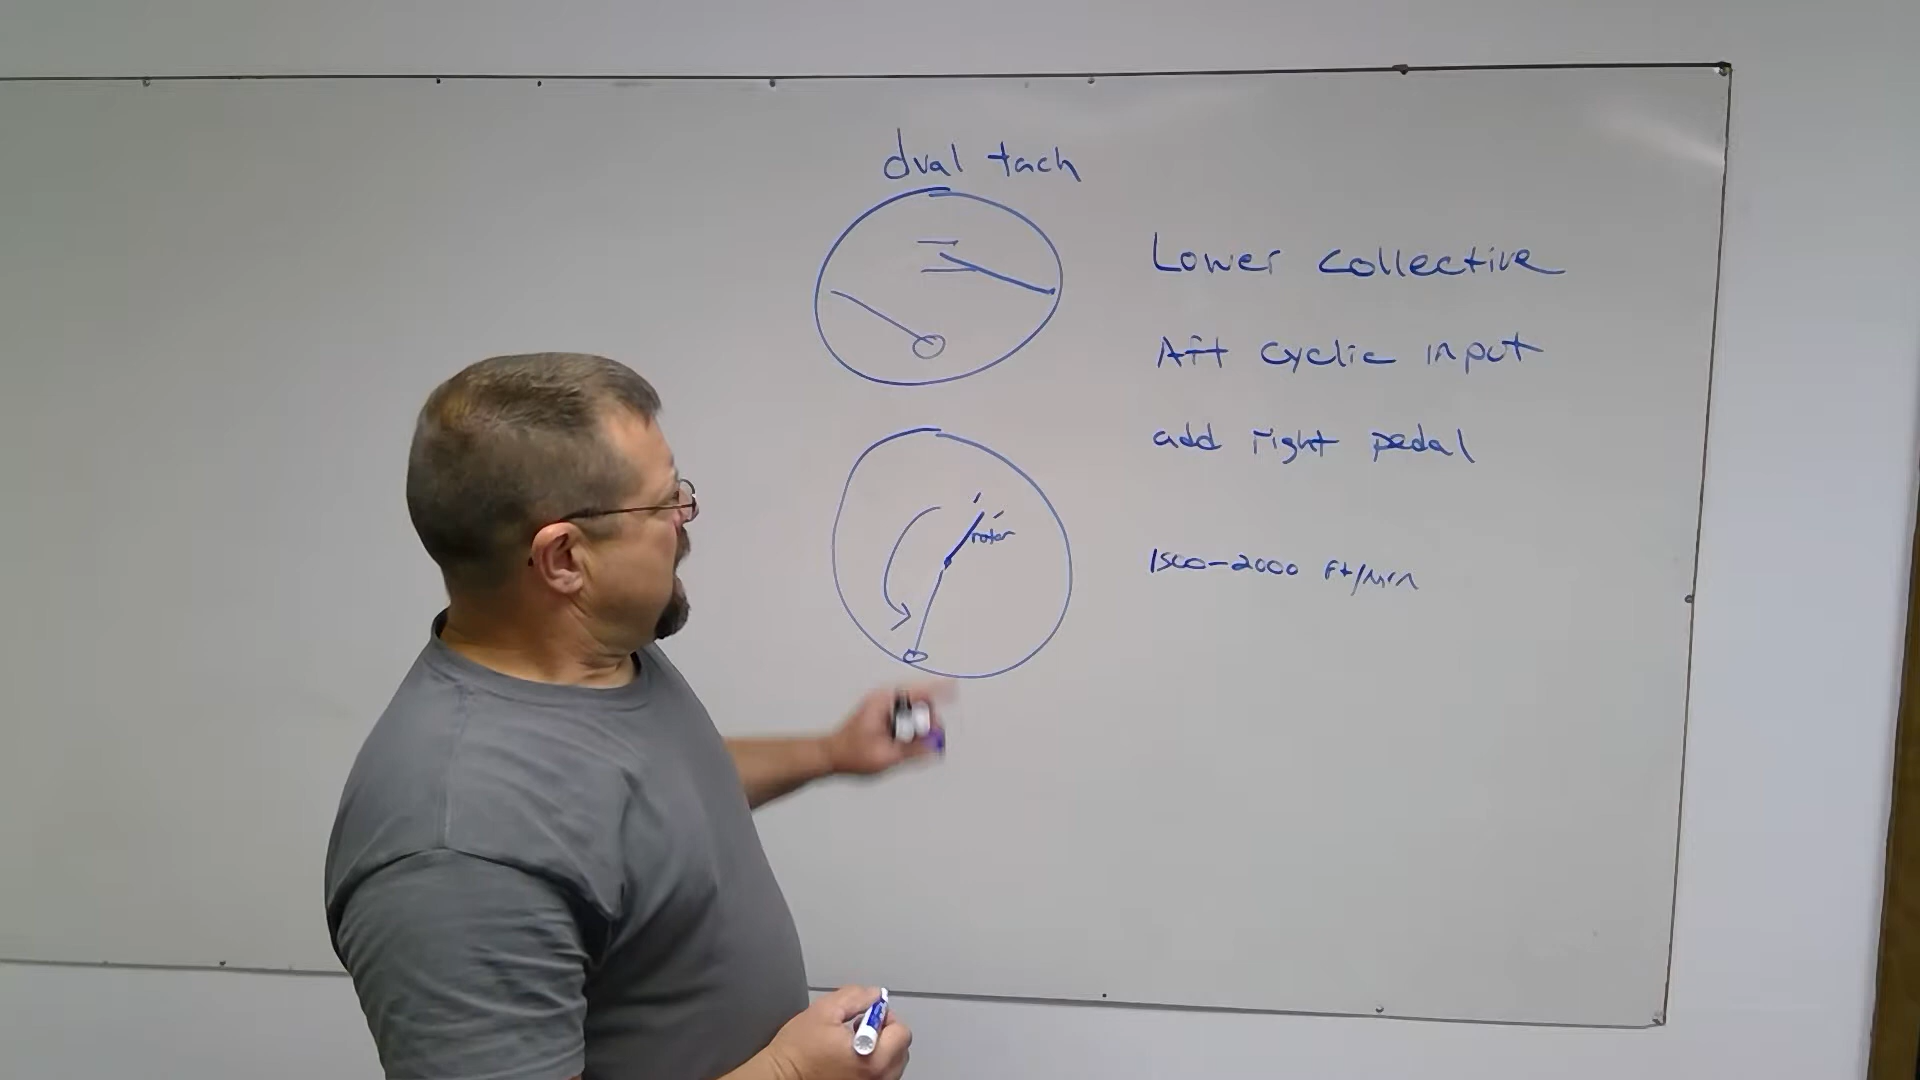 dual tach
Lower collective
Aft cyclic input
add right pedal
rotor
1500-2000 Ft/min